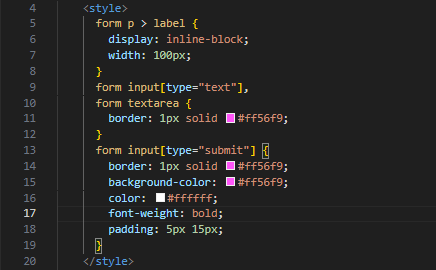 4 <style>
5 form p > label {
6 display: inline-block;
7 width: 100px;
8 }
9 form input[type="text"],
10 form textarea {
11 border: 1px solid #ff56f9;
12 }
13 form input[type="submit"] {
14 border: 1px solid #ff56f9;
15 background-color: #ff56f9;
16 color: #ffffff;
17 font-weight: bold;
18 padding: 5px 15px;
19 }
20 </style>